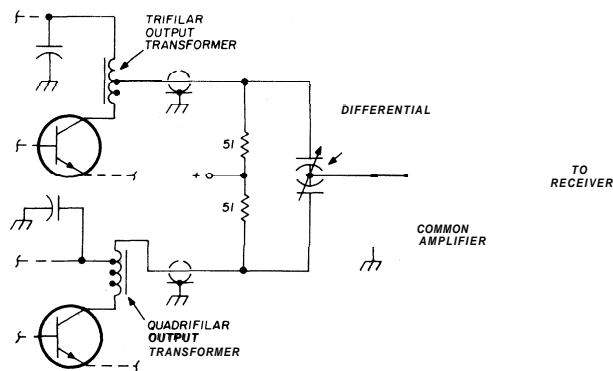 TRIFILAR
OUTPUT
TRANSFORMER
DIFFERENTIAL
51
+
51
TO
RECEIVER
COMMON
AMPLIFIER
QUADRIFILAR
OUTPUT
TRANSFORMER